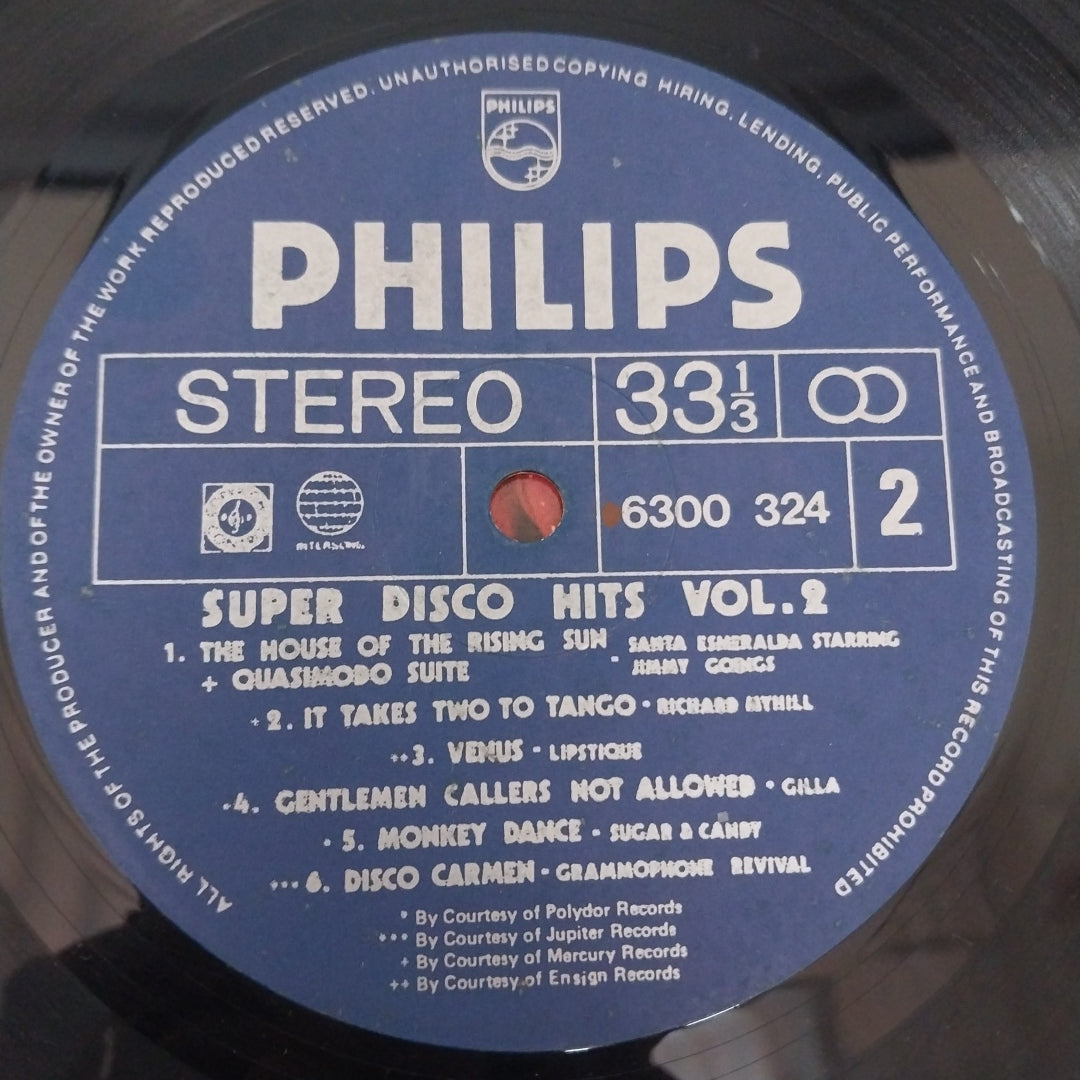 ALL RIGHTS OF THE PRODUCER AND OF THE OWNER OF THE WORK REPRODUCED RESERVED. UNAUTHORISED COPYING HIRING, LENDING, PUBLIC PERFORMANCE AND BROADCASTING OF THIS RECORD PROHIBITED
PHILIPS
PHILIPS
STEREO 33 1/3
6300 324 2
SUPER DISCO HITS VOL. 2
1. THE HOUSE OF THE RISING SUN - SANTA ESMERALDA STARRING
+ QUASIMODO SUITE JIMMY GOINGS
+ 2. IT TAKES TWO TO TANGO • RICHARD MYHILL
++ 3. VENUS - LIPSTIQUE
• 4. GENTLEMEN CALLERS NOT ALLOWED • GILLA
• 5. MONKEY DANCE - SUGAR & CANDY
*** 6. DISCO CARMEN - GRAMMOPHONE REVIVAL
* By Courtesy of Polydor Records
*** By Courtesy of Jupiter Records
+ By Courtesy of Mercury Records
++ By Courtesy of Ensign Records